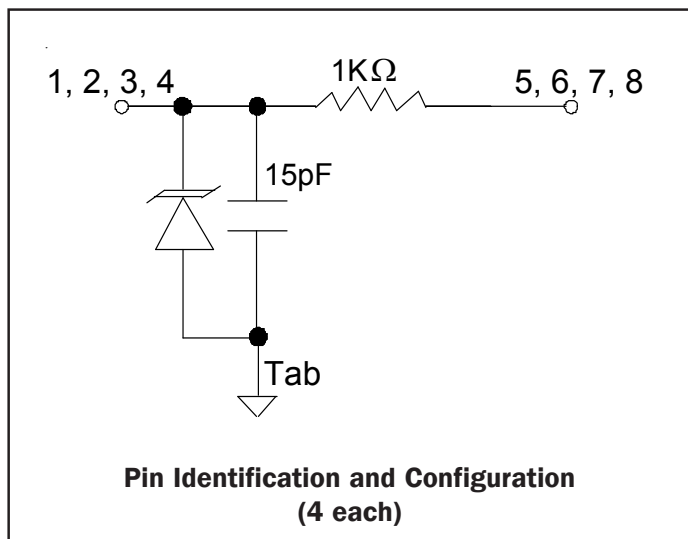 1KΩ
1, 2, 3, 4
5, 6, 7, 8
15pF
Tab
Pin Identification and Configuration
(4 each)